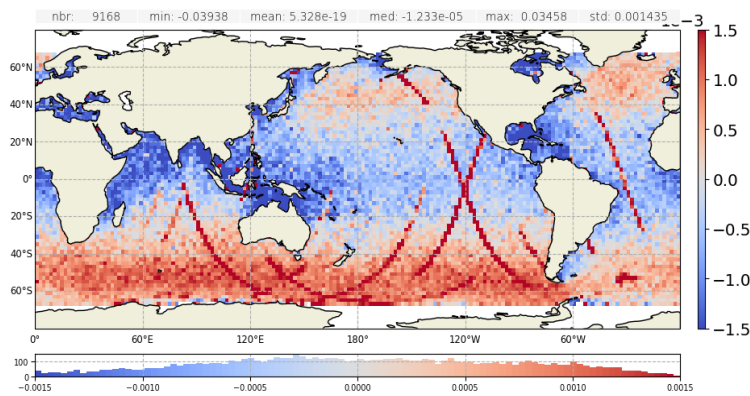 nbr: 9168 min: -0.03938 mean: 5.328e-19 med: -1.233e-05 max: 0.03458 std: 0.001435
1.5
60°N
1.0
40°N
0.5
20°N
0°
0.0
20°S
−0.5
40°S
−1.0
60°S
−1.5
0° 60°E 120°E 180° 120°W 60°W
100
0
-0.0015 -0.0010 -0.0005 0.0000 0.0005 0.0010 0.0015